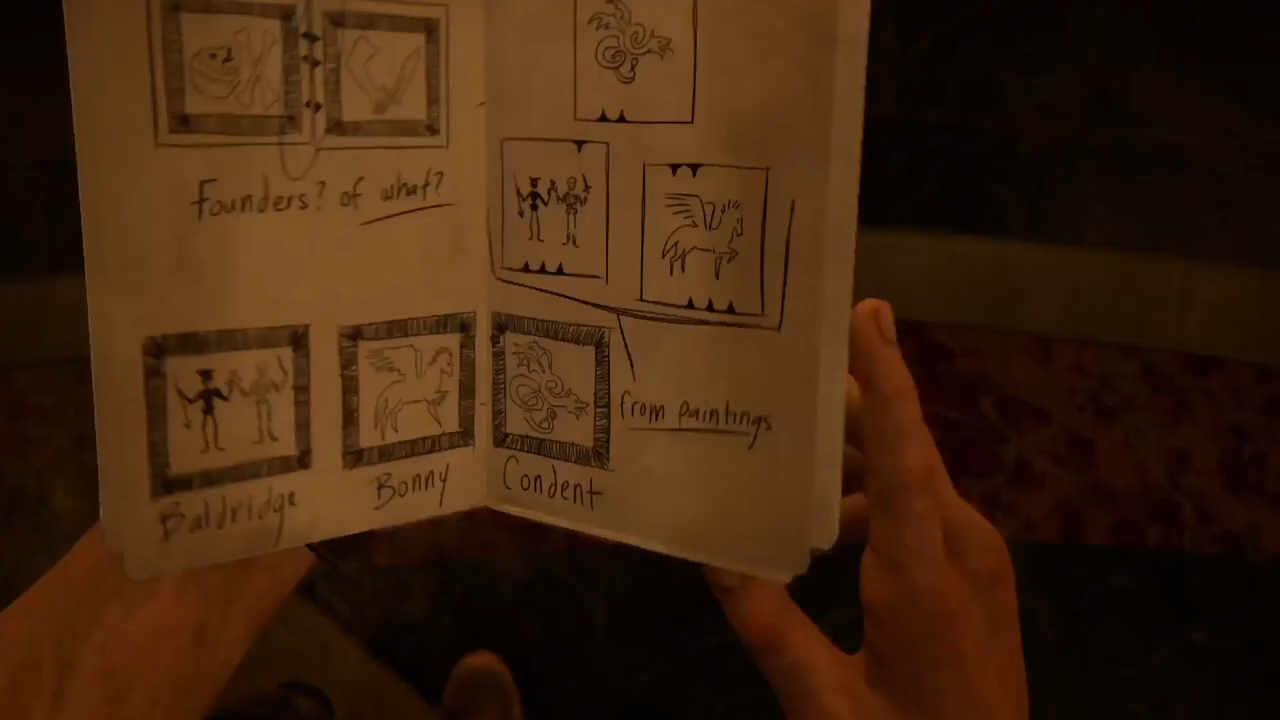 Founders? of what?
from paintings
Baldridge
Bonny
Condent